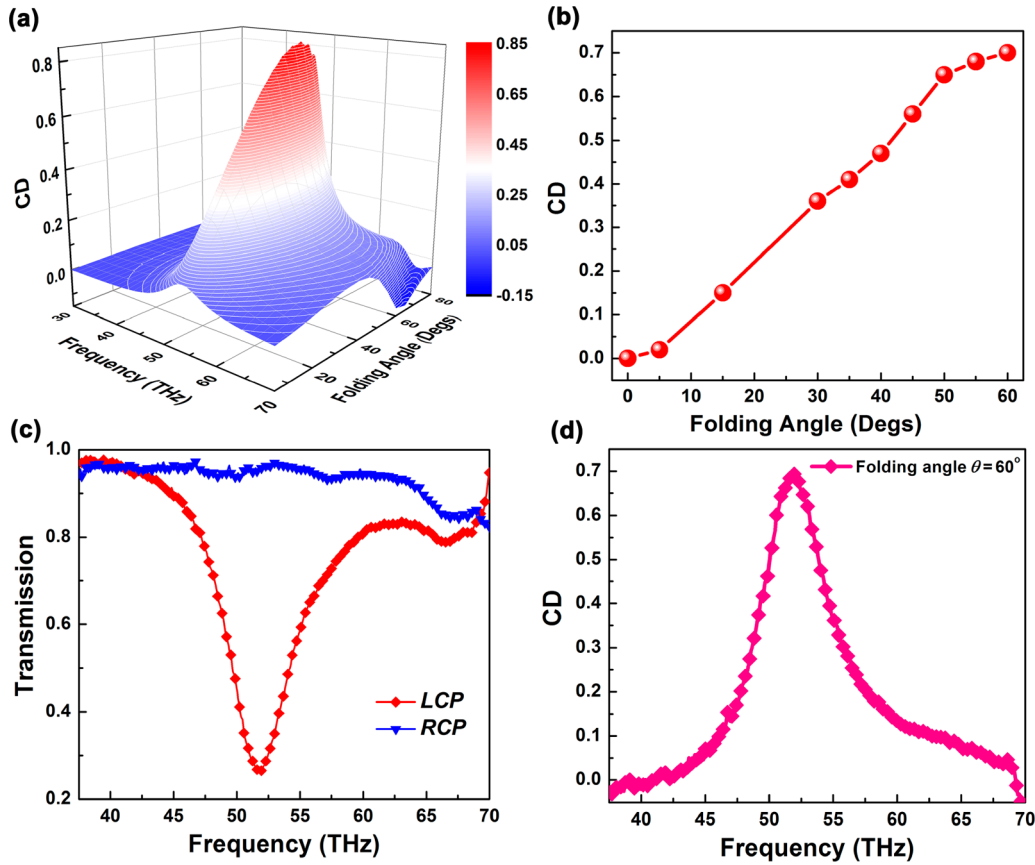 (a)
0.8
0.6
0.4
0.2
0.0
CD
30
40
50
60
70
Frequency (THz)
20
40
60
80
Folding Angle (Degs)
0.85
0.65
0.45
0.25
0.05
-0.15
(b)
0.7
0.6
0.5
0.4
0.3
0.2
0.1
0.0
CD
0 10 20 30 40 50 60
Folding Angle (Degs)
(c)
1.0
0.8
0.6
0.4
0.2
Transmission
LCP
RCP
40 45 50 55 60 65 70
Frequency (THz)
(d)
Folding angle θ = 60°
0.7
0.6
0.5
0.4
0.3
0.2
0.1
0.0
CD
40 45 50 55 60 65 70
Frequency (THz)